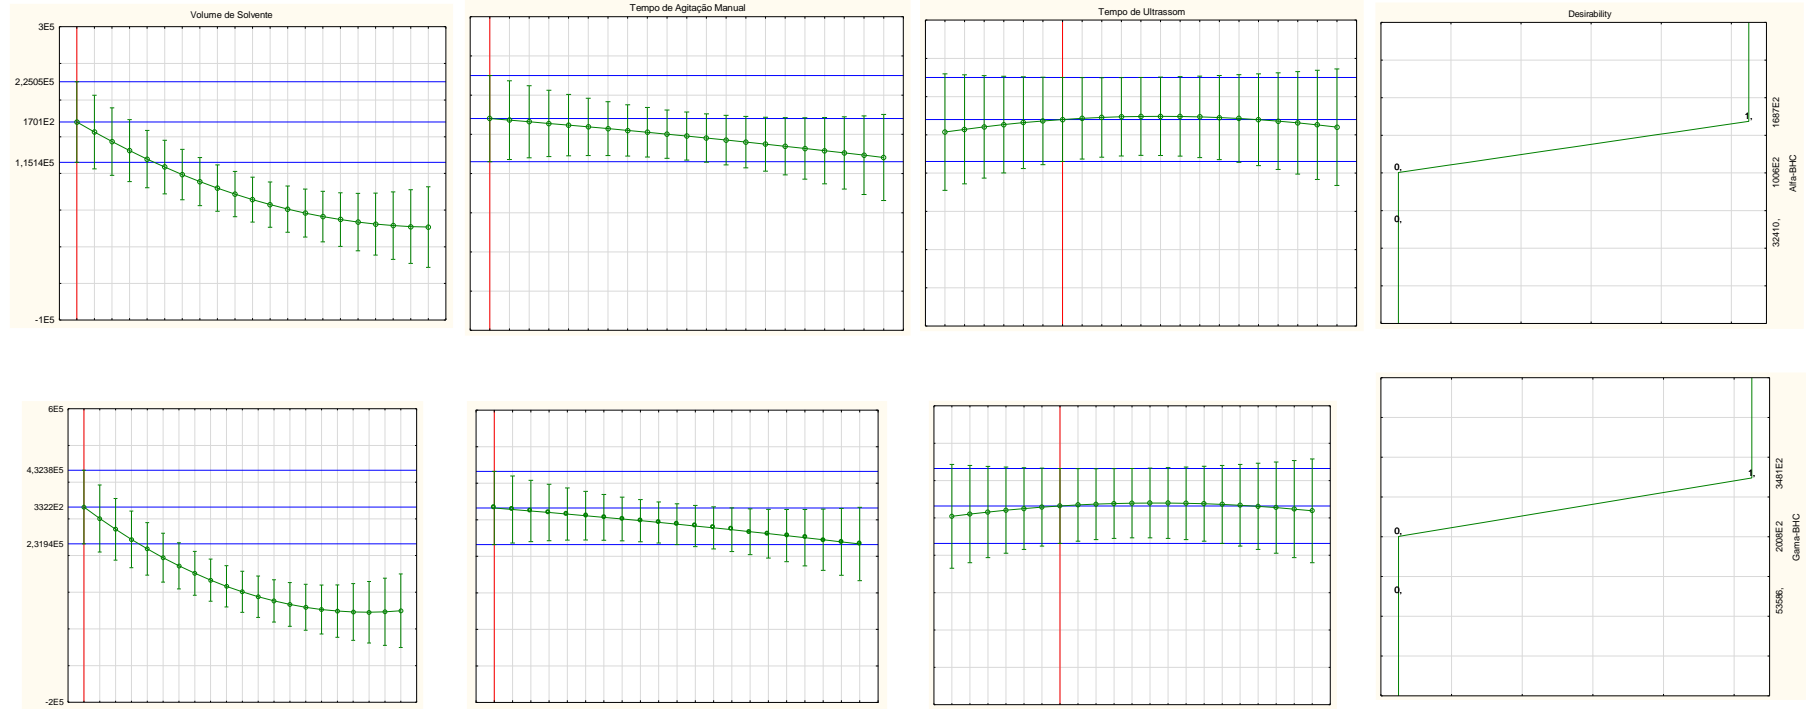 Volume de Solvente
Tempo de Agitação Manual
Tempo de Ultrassom
Desirability
3E5
2,2505E5
1701E2
1,1514E5
-1E5
1,
0,
0,
32410, 1006E2 1687E2
Alfa-BHC
6E5
4,3238E5
3322E2
2,3194E5
-2E5
1,
0,
0,
53586, 2008E2 3481E2
Gama-BHC